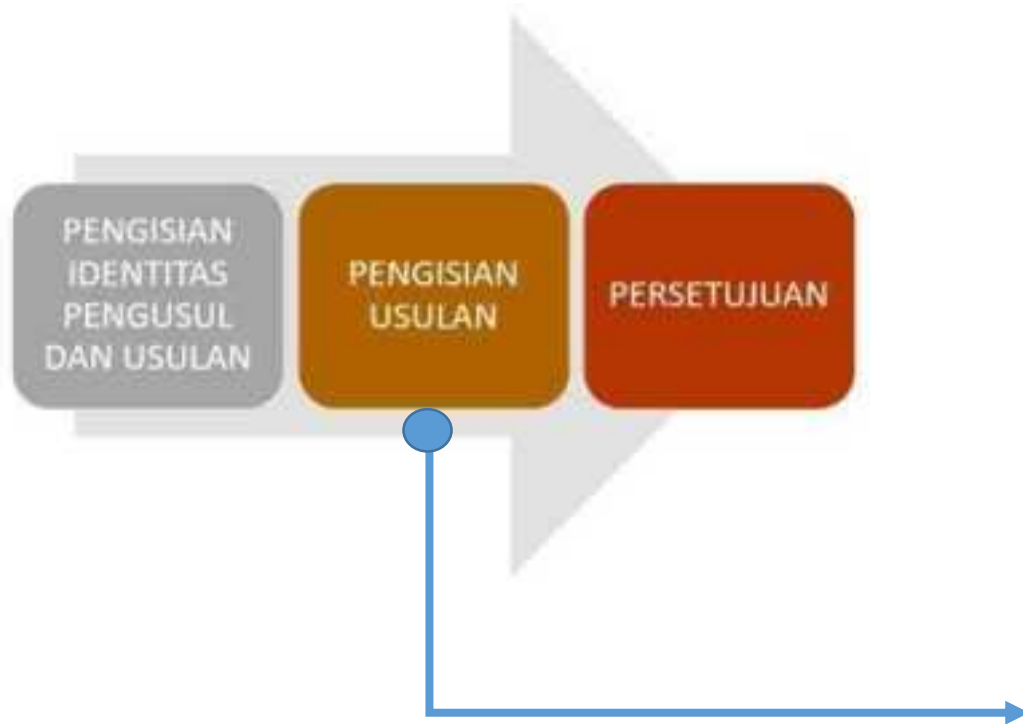 PENGISIAN
IDENTITAS
PENGUSUL
DAN USULAN
PENGISIAN
USULAN
PERSETUJUAN